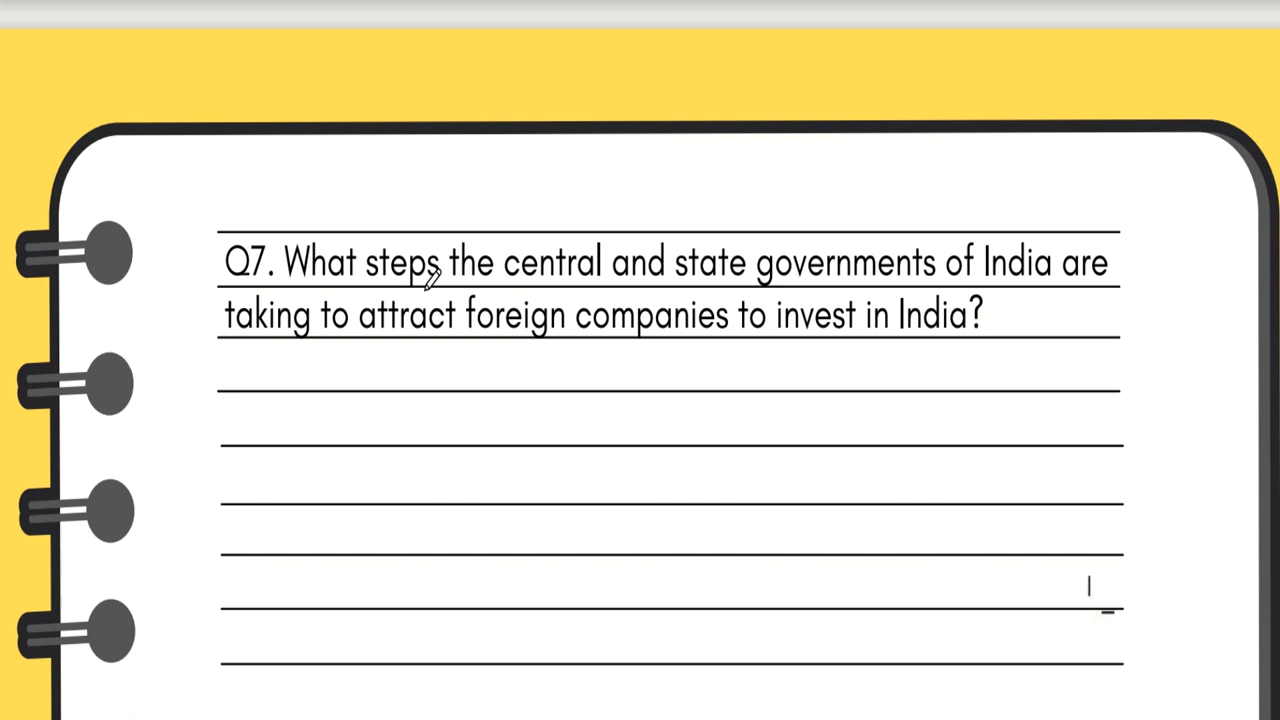 Q7. What steps the central and state governments of India are
taking to attract foreign companies to invest in India?